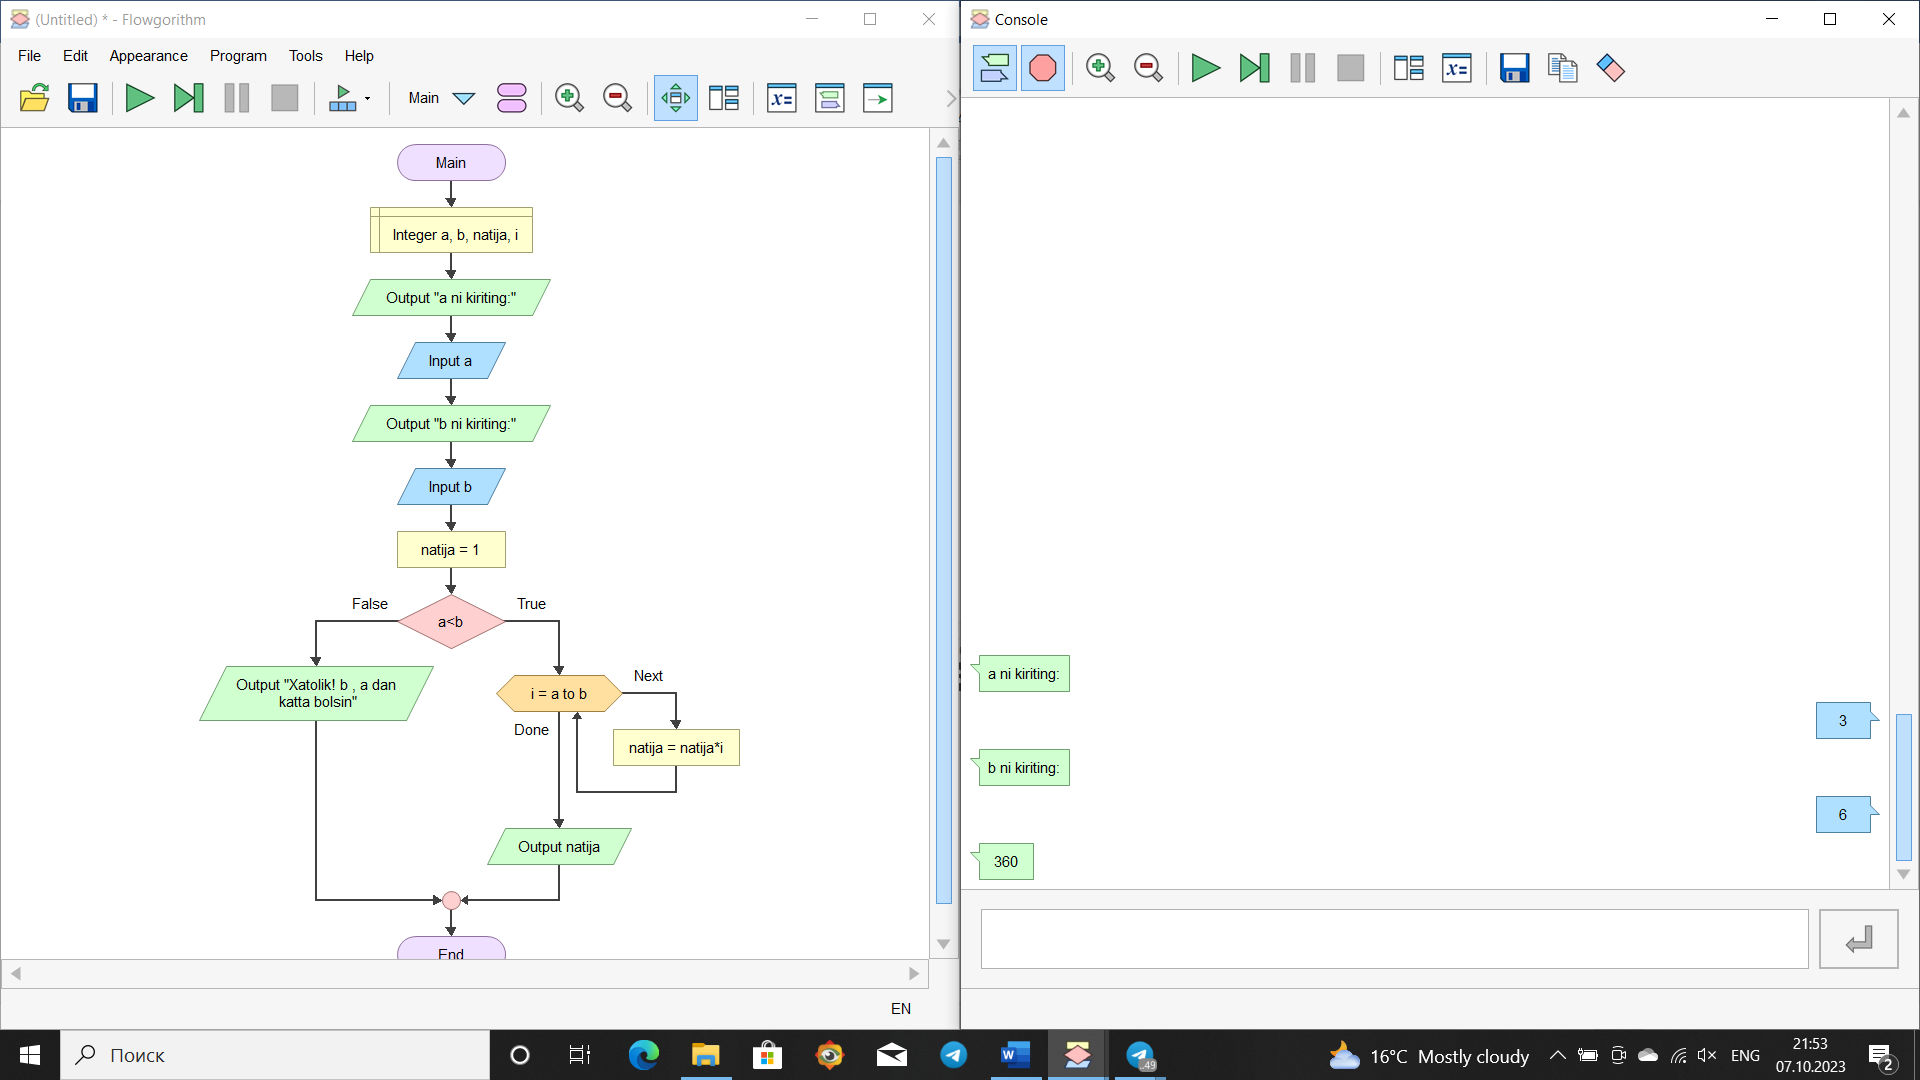 (Untitled) * - Flowgorithm
File Edit Appearance Program Tools Help
Main
Main
Integer a, b, natija, i
Output "a ni kiriting:"
Input a
Output "b ni kiriting:"
Input b
natija = 1
False
True
a<b
Output "Xatolik! b , a dan
katta bolsin"
i = a to b
Next
Done
natija = natija*i
Output natija
End
EN
Console
x=
x=
a ni kiriting:
3
b ni kiriting:
6
360
Поиск
W
49
16°C Mostly cloudy
ENG
21:53
07.10.2023
2